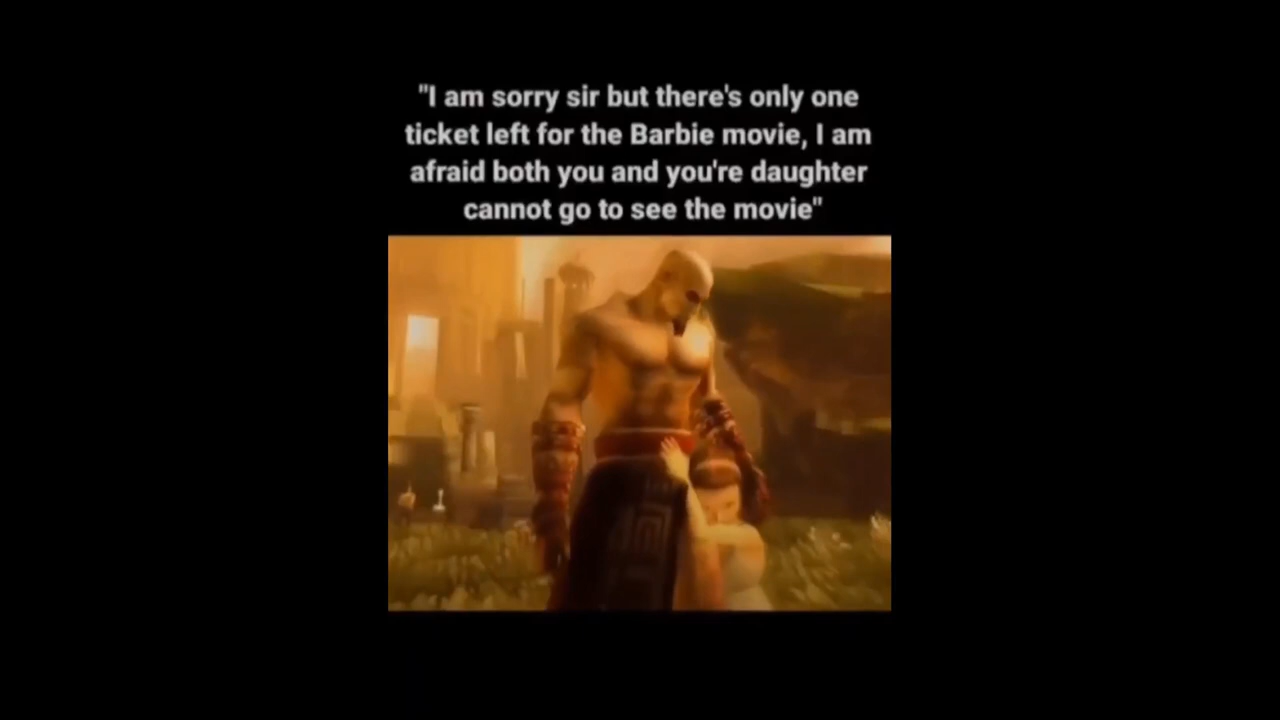 "I am sorry sir but there's only one
ticket left for the Barbie movie, I am
afraid both you and you're daughter
cannot go to see the movie"